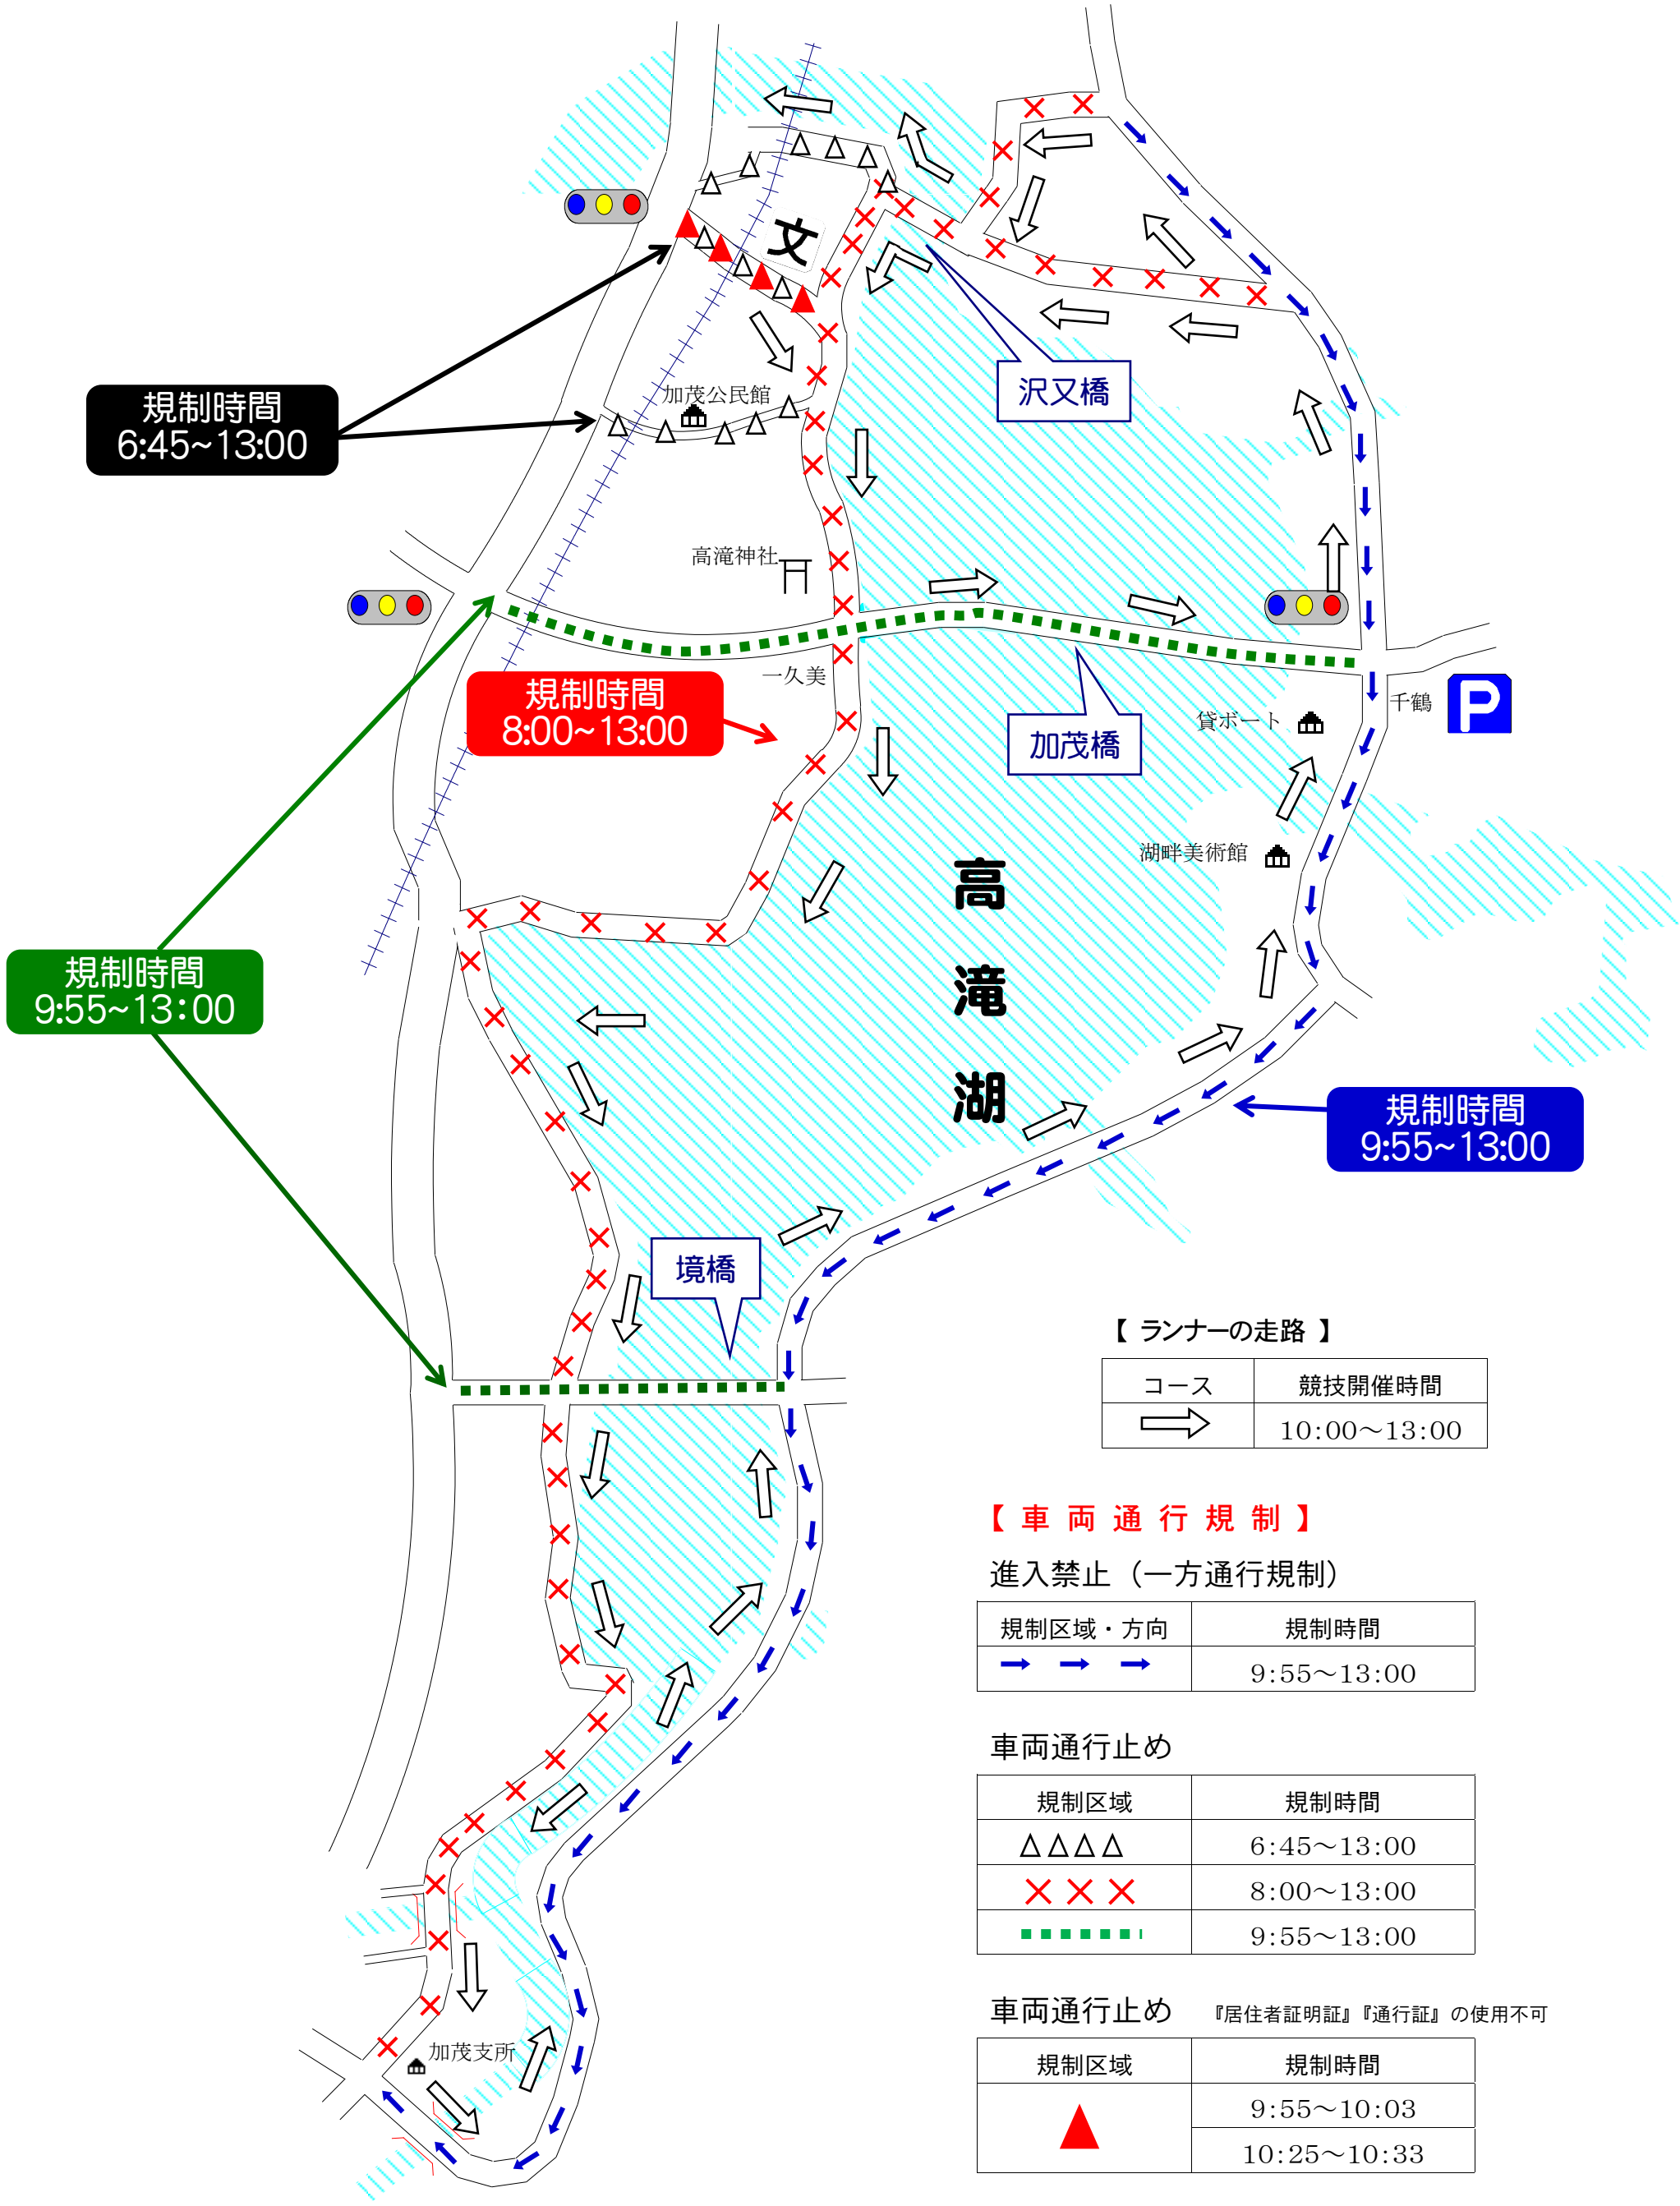 文
規制時間
6:45~13:00
加茂公民館
沢又橋
高滝神社
一久美
規制時間
8:00~13:00
加茂橋
貸ボート
千鶴
P
湖畔美術館
高
滝
湖
規制時間
9:55~13:00
規制時間
9:55~13:00
境橋
【 ランナーの走路 】
コース 競技開催時間
10:00～13:00
【 車 両 通 行 規 制 】
進入禁止（一方通行規制）
規制区域・方向 規制時間
9:55～13:00
車両通行止め
規制区域 規制時間
6:45～13:00
8:00～13:00
9:55～13:00
車両通行止め 『居住者証明証』『通行証』の使用不可
規制区域 規制時間
9:55～10:03
10:25～10:33
加茂支所